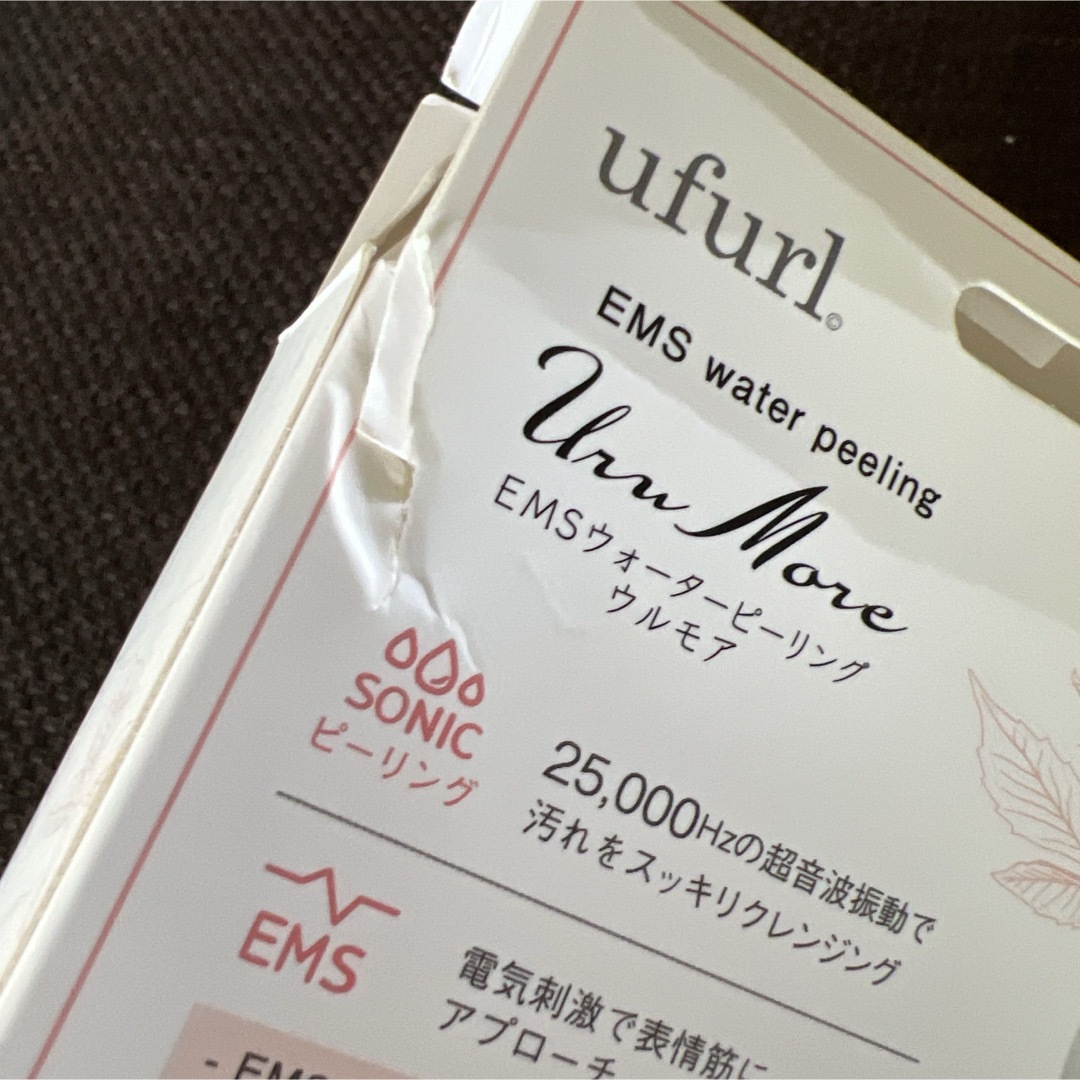 ufurl©
EMS water peeling
Uru More
EMSウォーターピーリング
ウルモア
SONIC
ピーリング
25,000Hzの超音波振動で
汚れをスッキリクレンジング
EMS
電気刺激で表情筋に
アプローチ
- EMS